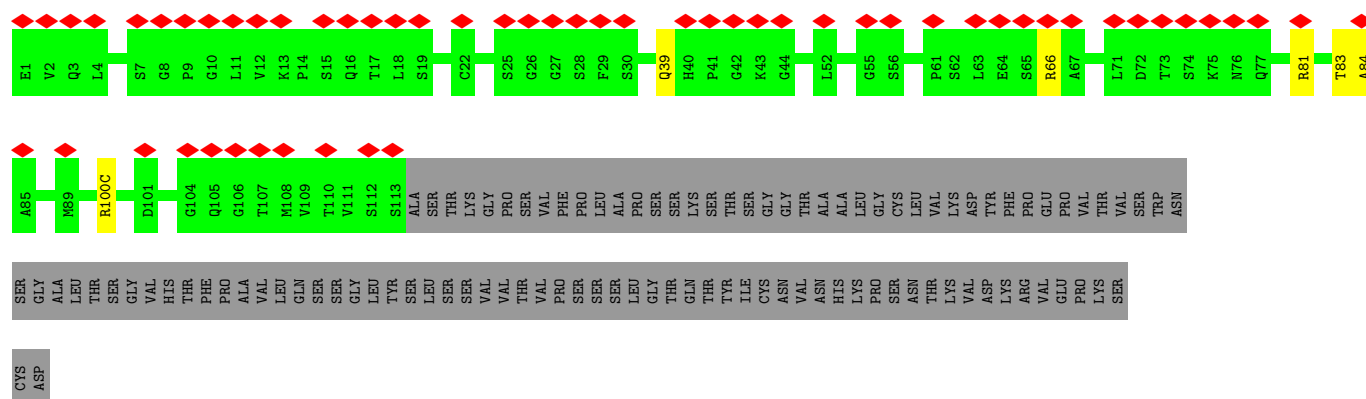 E1 V2 Q3 L4 S7 G8 P9 G10 L11 V12 K13 P14 S15 Q16 T17 L18 S19 C22 S25 G26 G27 S28 F29 S30 Q39 H40 P41 G42 K43 G44 L52 G55 S56 P61 S62 L63 E64 S65 R66 A67 L71 D72 T73 S74 K75 N76 Q77 R81 T83 A84
A85 M89 R100C D101 G104 Q105 G106 T107 M108 V109 T110 V111 S112 S113 ALA SER THR LYS GLY PRO SER VAL PHE PRO LEU ALA PRO SER SER LYS SER THR SER GLY GLY THR ALA ALA LEU GLY CYS LEU VAL LYS ASP TYR PHE PRO GLU PRO VAL THR VAL SER TRP ASN
SER GLY ALA LEU THR SER GLY VAL HIS THR PHE PRO ALA VAL LEU GLN SER SER GLY LEU TYR SER LEU SER SER VAL VAL THR VAL PRO SER SER SER LEU GLY THR GLN THR TYR ILE CYS ASN VAL ASN HIS LYS PRO SER ASN THR LYS VAL ASP LYS ARG VAL GLU PRO LYS SER
CYS ASP